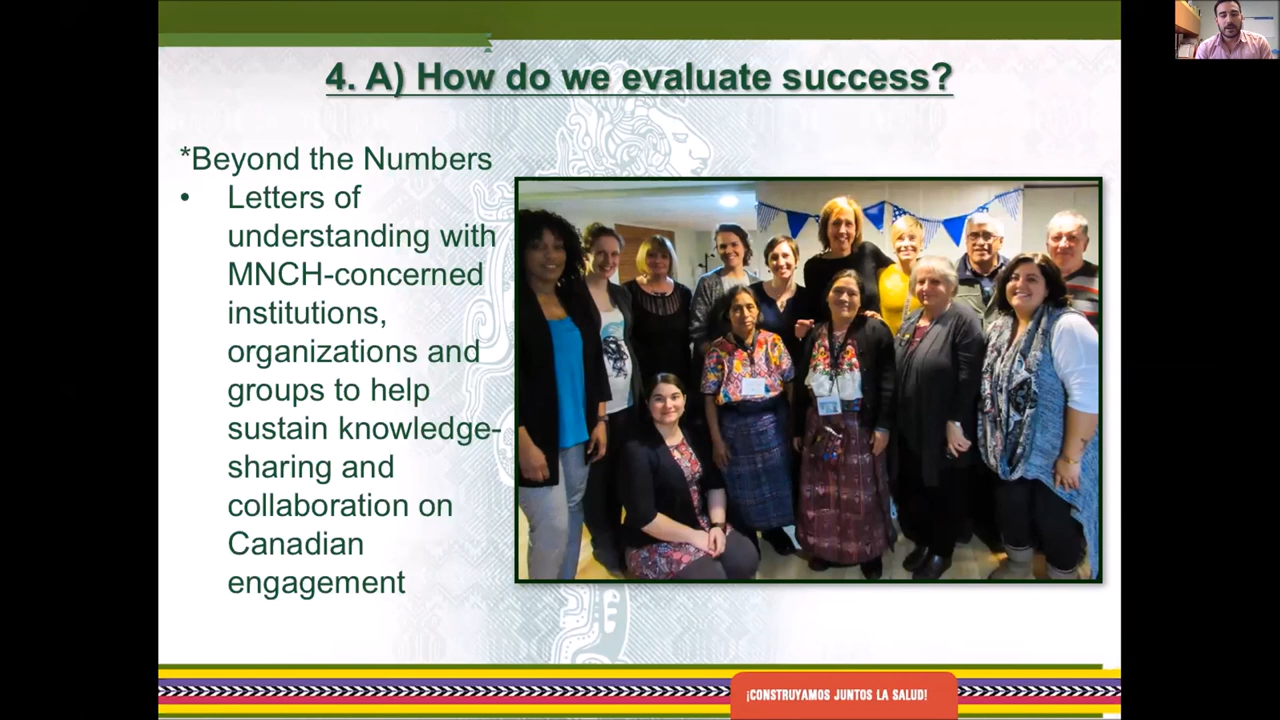 4. A) How do we evaluate success?
*Beyond the Numbers
• Letters of
understanding with
MNCH-concerned
institutions,
organizations and
groups to help
sustain knowledge-
sharing and
collaboration on
Canadian
engagement
¡CONSTRUYAMOS JUNTOS LA SALUD!